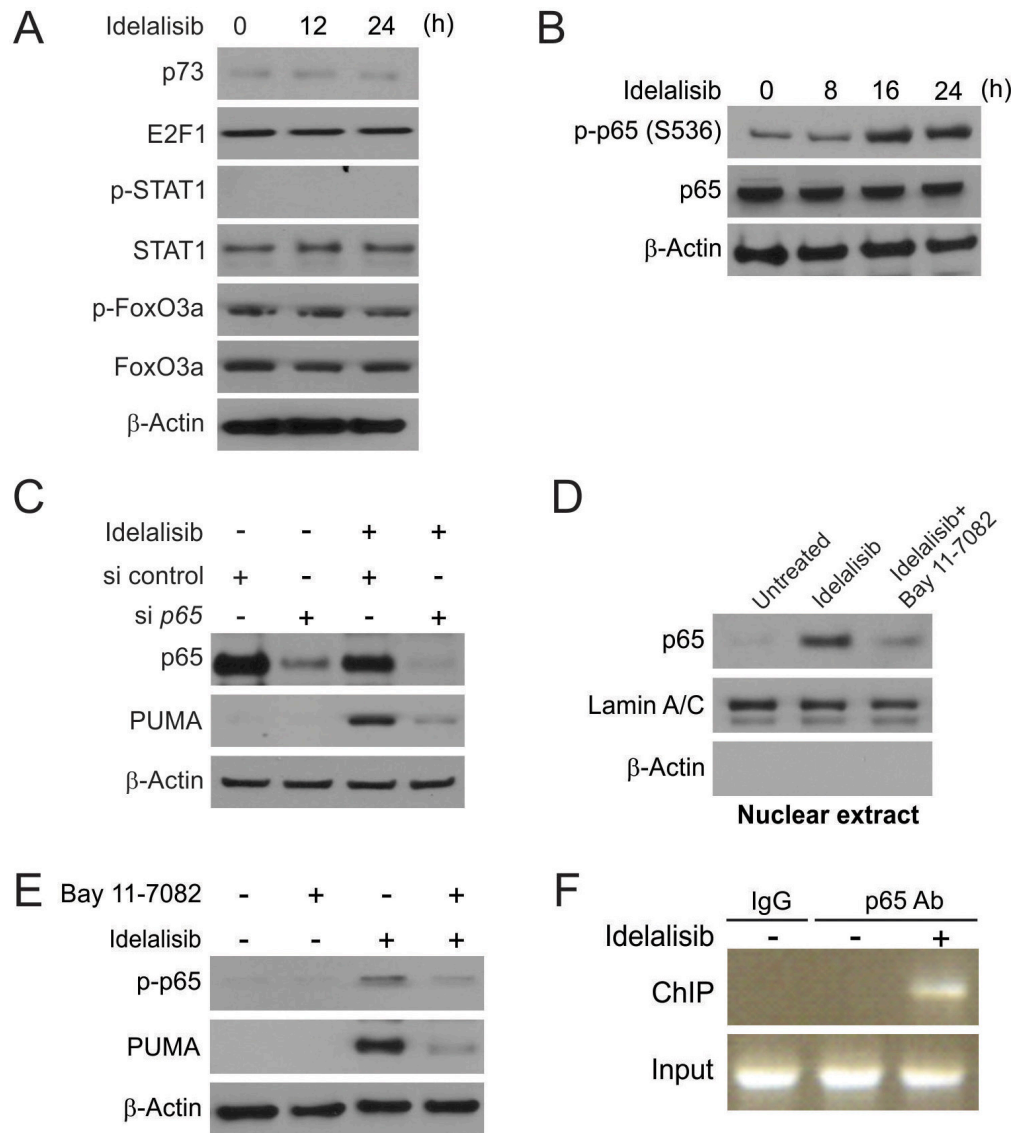 A
Idelalisib 0 12 24 (h)
p73
E2F1
p-STAT1
STAT1
p-FoxO3a
FoxO3a
β-Actin
B
Idelalisib 0 8 16 24 (h)
p-p65 (S536)
p65
β-Actin
C
Idelalisib - - + +
si control + - + -
si p65 - + - +
p65
PUMA
β-Actin
D
Untreated
Idelalisib
Idelalisib+
Bay 11-7082
p65
Lamin A/C
β-Actin
Nuclear extract
E
Bay 11-7082 - + - +
Idelalisib - - + +
p-p65
PUMA
β-Actin
F
IgG p65 Ab
Idelalisib - - +
ChIP
Input